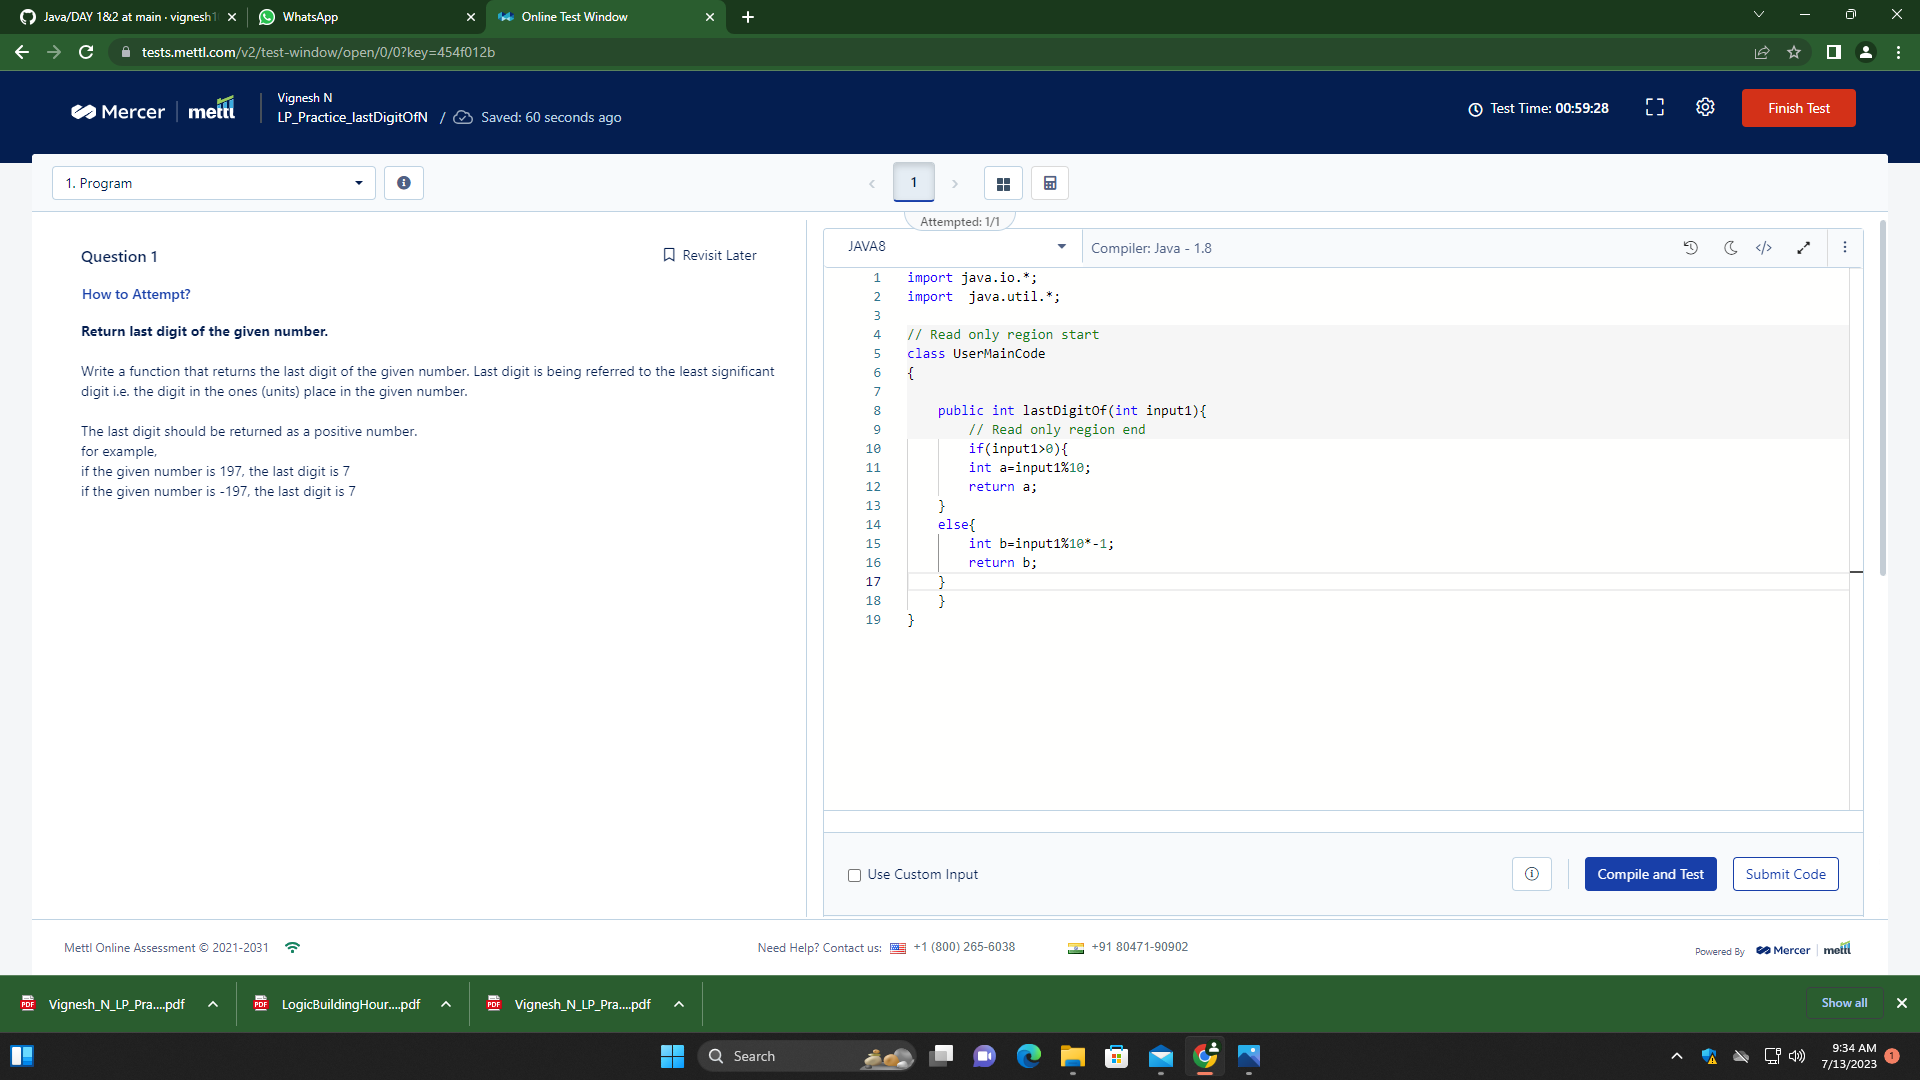 Java/DAY 1&2 at main · vignesh1
WhatsApp
Online Test Window
tests.mettl.com/v2/test-window/open/0/0?key=454f012b
Mercer
mettl
Vignesh N
LP_Practice_lastDigitOfN / Saved: 60 seconds ago
Test Time: 00:59:28
Finish Test
1. Program
1
Attempted: 1/1
Question 1
Revisit Later
How to Attempt?
Return last digit of the given number.
Write a function that returns the last digit of the given number. Last digit is being referred to the least significant
digit i.e. the digit in the ones (units) place in the given number.
The last digit should be returned as a positive number.
for example,
if the given number is 197, the last digit is 7
if the given number is -197, the last digit is 7
JAVA8
Compiler: Java - 1.8
1 import java.io.*;
2 import  java.util.*;
3
4 // Read only region start
5 class UserMainCode
6 {
7
8     public int lastDigitOf(int input1){
9         // Read only region end
10         if(input1>0){
11         int a=input1%10;
12         return a;
13     }
14     else{
15         int b=input1%10*-1;
16         return b;
17     }
18     }
19 }
Use Custom Input
Compile and Test
Submit Code
Mettl Online Assessment © 2021-2031
Need Help? Contact us: +1 (800) 265-6038
+91 80471-90902
Powered By Mercer mettl
Vignesh_N_LP_Pra....pdf
LogicBuildingHour....pdf
Vignesh_N_LP_Pra....pdf
Show all
Search
9:34 AM
7/13/2023
1